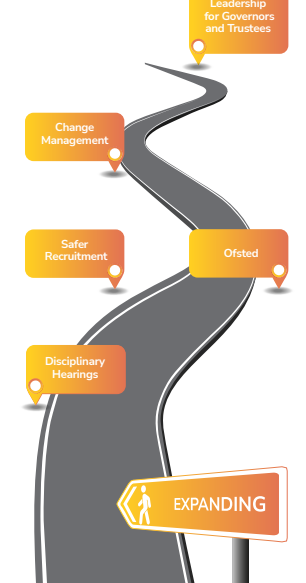 Leadership
for Governors
and Trustees
Change
Management
Safer
Recruitment
Ofsted
Disciplinary
Hearings
EXPANDING